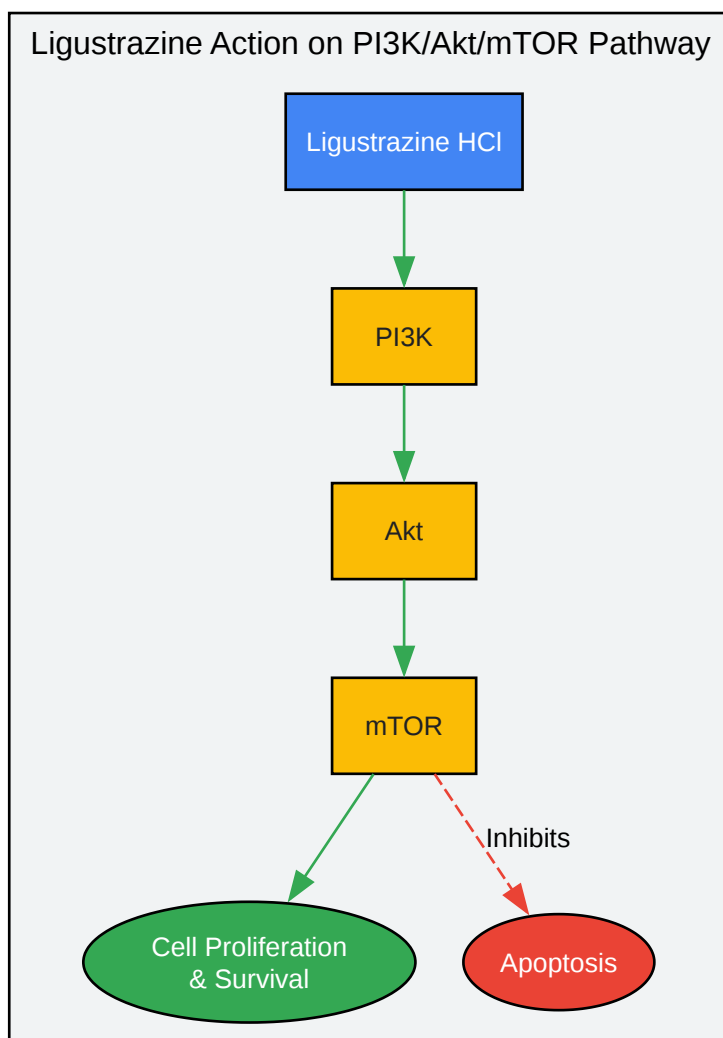 Ligustrazine Action on PI3K/Akt/mTOR Pathway
Ligustrazine HCl
PI3K
Akt
mTOR
Inhibits
Cell Proliferation
& Survival
Apoptosis